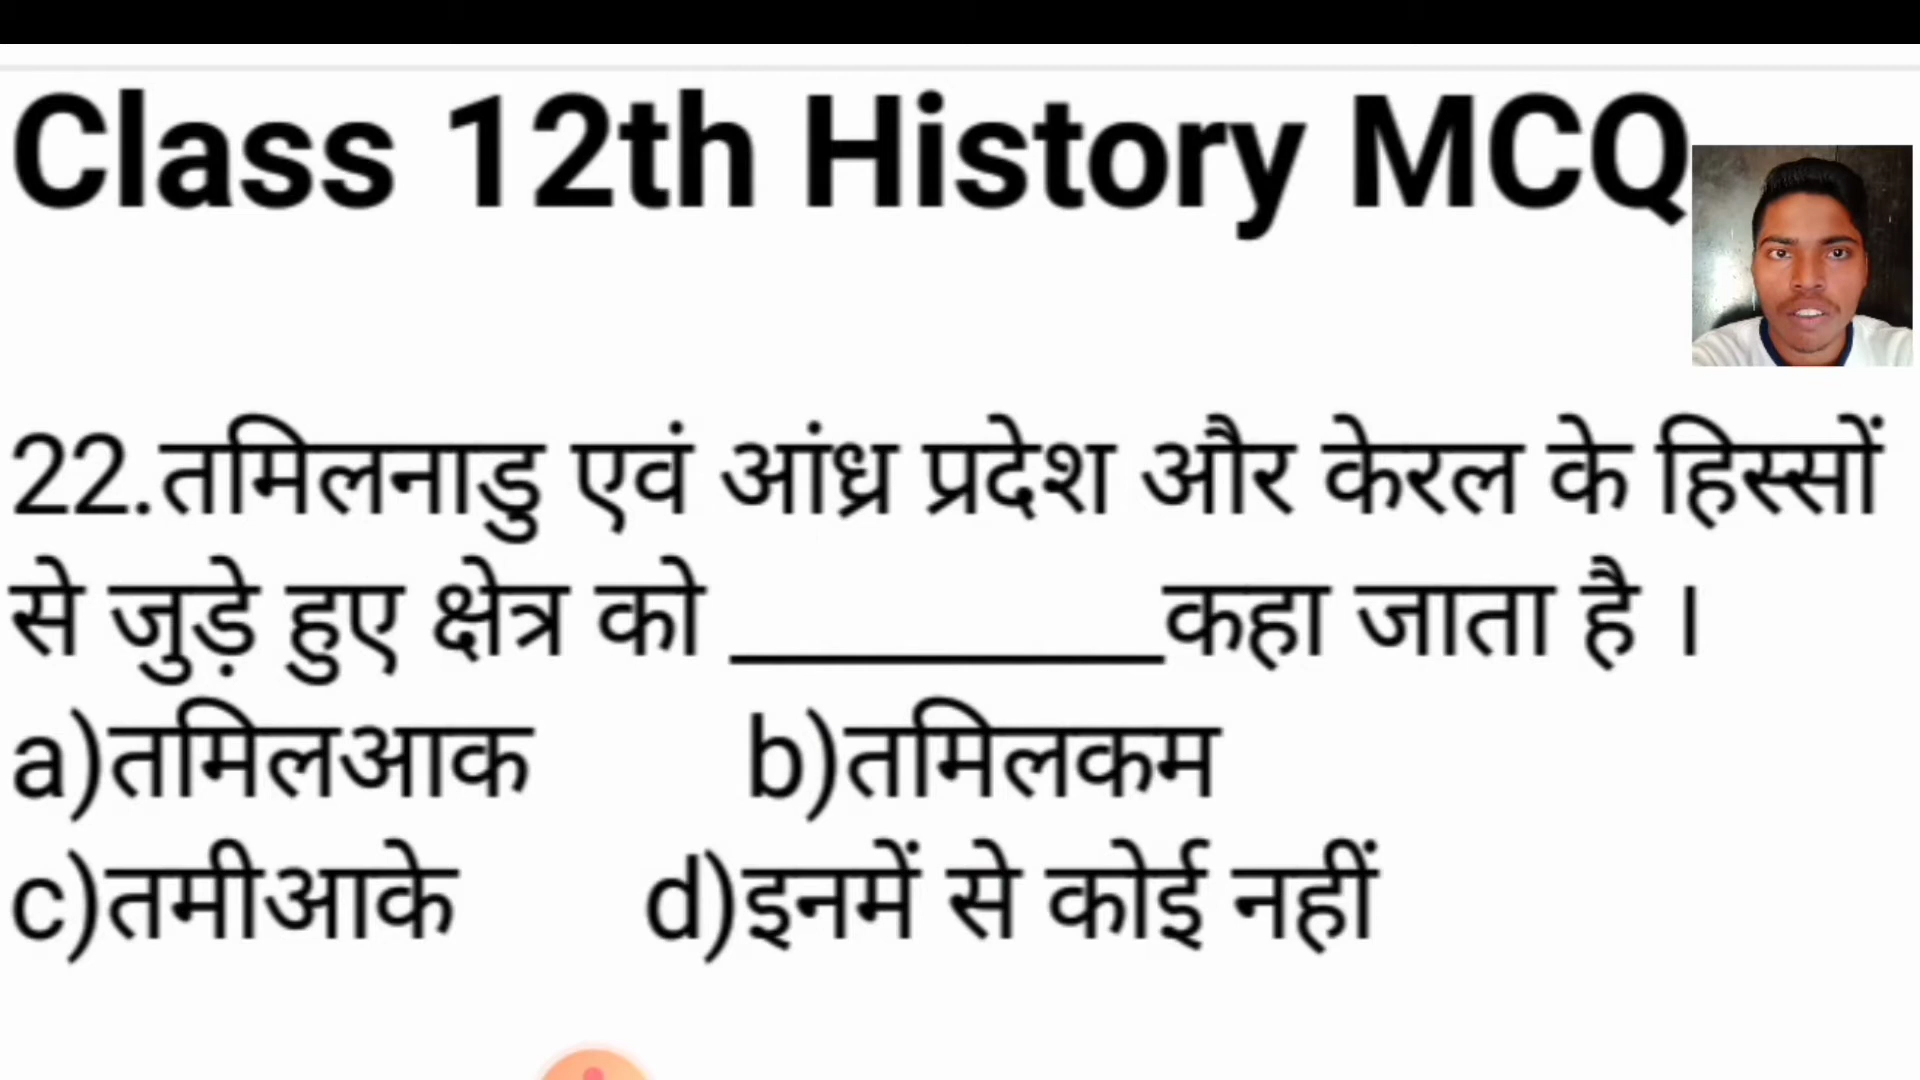 Class 12th History MCQ
22.तमिलनाडु एवं आंध्र प्रदेश और केरल के हिस्सों
से जुड़े हुए क्षेत्र को ____________कहा जाता है ।
a)तमिलआक b)तमिलकम
c)तमीआके d)इनमें से कोई नहीं